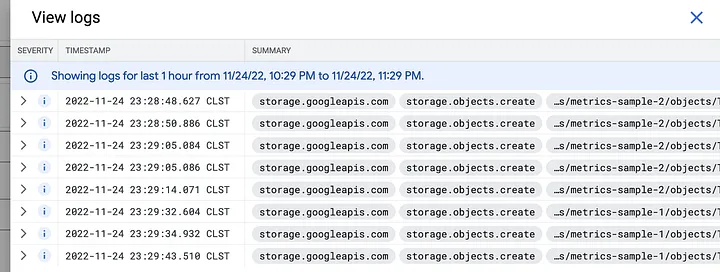 View logs
SEVERITY TIMESTAMP SUMMARY
Showing logs for last 1 hour from 11/24/22, 10:29 PM to 11/24/22, 11:29 PM.
2022-11-24 23:28:48.627 CLST storage.googleapis.com storage.objects.create …s/metrics-sample-2/objects/T
2022-11-24 23:28:50.886 CLST storage.googleapis.com storage.objects.create …s/metrics-sample-2/objects/T
2022-11-24 23:29:05.084 CLST storage.googleapis.com storage.objects.create …s/metrics-sample-2/objects/T
2022-11-24 23:29:05.086 CLST storage.googleapis.com storage.objects.create …s/metrics-sample-2/objects/T
2022-11-24 23:29:14.071 CLST storage.googleapis.com storage.objects.create …s/metrics-sample-2/objects/T
2022-11-24 23:29:32.604 CLST storage.googleapis.com storage.objects.create …s/metrics-sample-1/objects/T
2022-11-24 23:29:34.932 CLST storage.googleapis.com storage.objects.create …s/metrics-sample-1/objects/T
2022-11-24 23:29:43.510 CLST storage.googleapis.com storage.objects.create …s/metrics-sample-1/objects/T